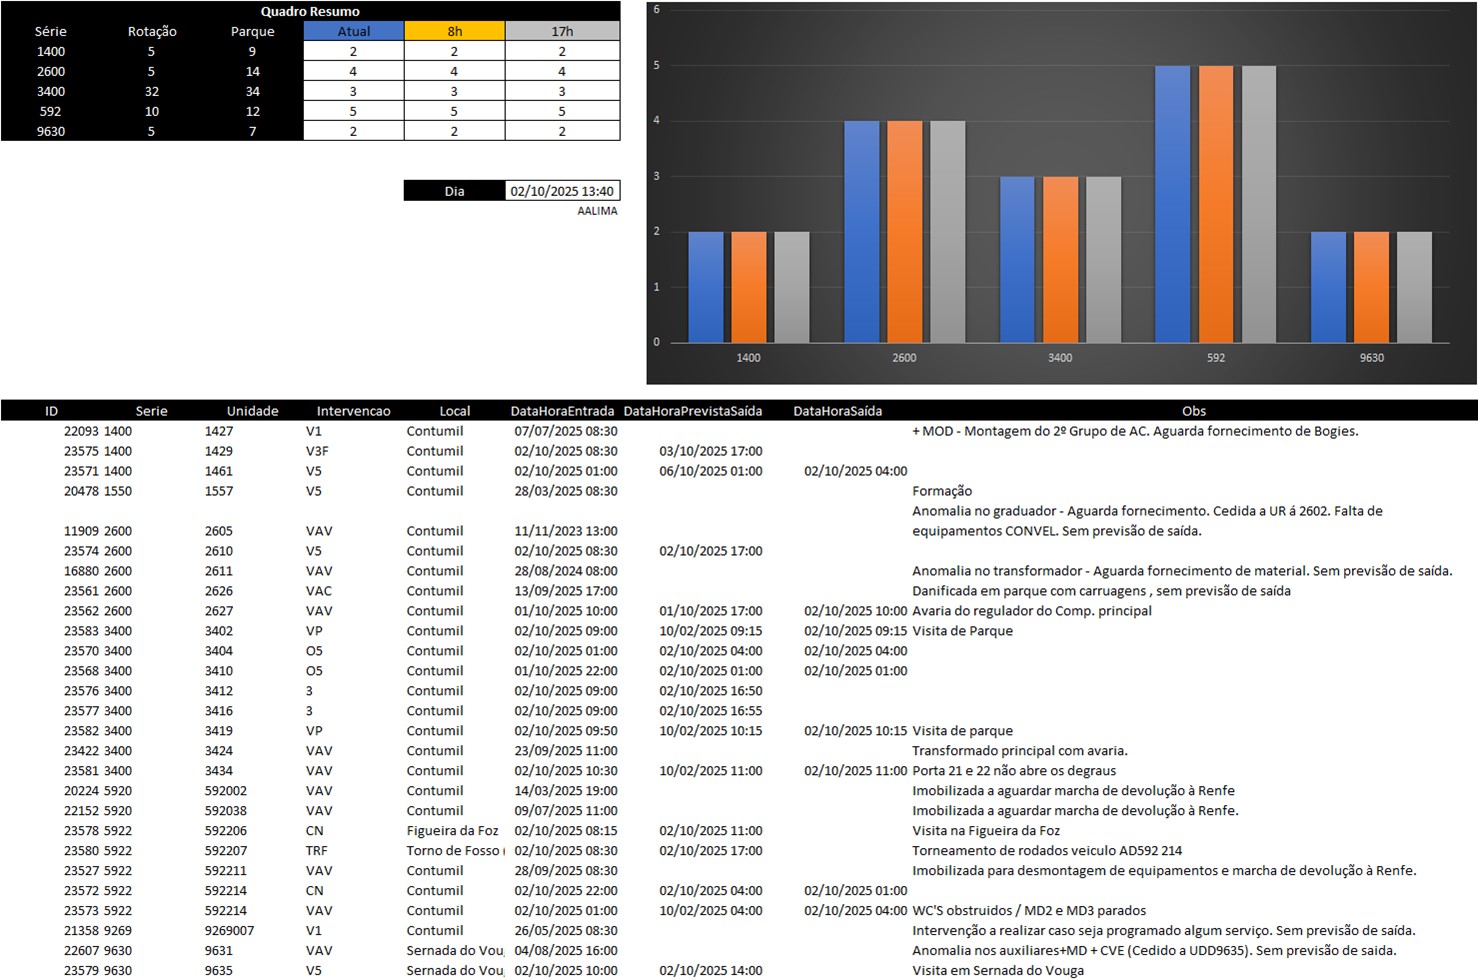 Quadro Resumo
Série Rotação Parque Atual 8h 17h
1400 5 9 2 2 2
2600 5 14 4 4 4
3400 32 34 3 3 3
592 10 12 5 5 5
9630 5 7 2 2 2
Dia 02/10/2025 13:40
AALIMA
6
5
4
3
2
1
0
1400 2600 3400 592 9630
ID Serie Unidade Intervencao Local DataHoraEntrada DataHoraPrevistaSaída DataHoraSaída Obs
22093 1400 1427 V1 Contumil 07/07/2025 08:30 + MOD - Montagem do 2º Grupo de AC. Aguarda fornecimento de Bogies.
23575 1400 1429 V3F Contumil 02/10/2025 08:30 03/10/2025 17:00
23571 1400 1461 V5 Contumil 02/10/2025 01:00 06/10/2025 01:00 02/10/2025 04:00
20478 1550 1557 V5 Contumil 28/03/2025 08:30 Formação
Anomalia no graduador - Aguarda fornecimento. Cedida a UR á 2602. Falta de
11909 2600 2605 VAV Contumil 11/11/2023 13:00 equipamentos CONVEL. Sem previsão de saída.
23574 2600 2610 V5 Contumil 02/10/2025 08:30 02/10/2025 17:00
16880 2600 2611 VAV Contumil 28/08/2024 08:00 Anomalia no transformador - Aguarda fornecimento de material. Sem previsão de saída.
23561 2600 2626 VAC Contumil 13/09/2025 17:00 Danificada em parque com carruagens , sem previsão de saída
23562 2600 2627 VAV Contumil 01/10/2025 10:00 01/10/2025 17:00 02/10/2025 10:00 Avaria do regulador do Comp. principal
23583 3400 3402 VP Contumil 02/10/2025 09:00 10/02/2025 09:15 02/10/2025 09:15 Visita de Parque
23570 3400 3404 O5 Contumil 02/10/2025 01:00 02/10/2025 04:00 02/10/2025 04:00
23568 3400 3410 O5 Contumil 01/10/2025 22:00 02/10/2025 01:00 02/10/2025 01:00
23576 3400 3412 3 Contumil 02/10/2025 09:00 02/10/2025 16:50
23577 3400 3416 3 Contumil 02/10/2025 09:00 02/10/2025 16:55
23582 3400 3419 VP Contumil 02/10/2025 09:50 10/02/2025 10:15 02/10/2025 10:15 Visita de parque
23422 3400 3424 VAV Contumil 23/09/2025 11:00 Transformado principal com avaria.
23581 3400 3434 VAV Contumil 02/10/2025 10:30 10/02/2025 11:00 02/10/2025 11:00 Porta 21 e 22 não abre os degraus
20224 5920 592002 VAV Contumil 14/03/2025 19:00 Imobilizada a aguardar marcha de devolução à Renfe
22152 5920 592038 VAV Contumil 09/07/2025 11:00 Imobilizada a aguardar marcha de devolução à Renfe.
23578 5922 592206 CN Figueira da Foz 02/10/2025 08:15 02/10/2025 11:00 Visita na Figueira da Foz
23580 5922 592207 TRF Torno de Fosso ( 02/10/2025 08:30 02/10/2025 17:00 Torneamento de rodados veiculo AD592 214
23527 5922 592211 VAV Contumil 28/09/2025 08:30 Imobilizada para desmontagem de equipamentos e marcha de devolução à Renfe.
23572 5922 592214 CN Contumil 02/10/2025 22:00 02/10/2025 04:00 02/10/2025 01:00
23573 5922 592214 VAV Contumil 02/10/2025 01:00 10/02/2025 04:00 02/10/2025 04:00 WC'S obstruidos / MD2 e MD3 parados
21358 9269 9269007 V1 Contumil 26/05/2025 08:30 Intervenção a realizar caso seja programado algum serviço. Sem previsão de saída.
22607 9630 9631 VAV Sernada do Vou 04/08/2025 16:00 Anomalia nos auxiliares+MD + CVE (Cedido a UDD9635). Sem previsão de saida.
23579 9630 9635 V5 Sernada do Vou 02/10/2025 10:00 02/10/2025 14:00 Visita em Sernada do Vouga